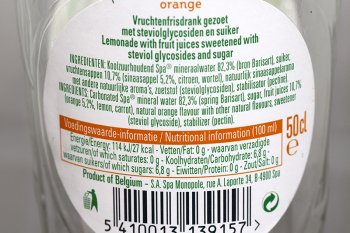 orange
Vruchtenfrisdrank gezoet
met steviolglycosiden en suiker
Lemonade with fruit juices sweetened with
steviol glycosides and sugar
INGREDIËNTEN: Koolzuurhoudend Spa® mineraalwater 82,3% (bron Barisart), suiker,
vruchtensappen 10,7% (sinaasappel 5,2%, citroen, wortel), natuurlijk sinaasappelaroma
met andere natuurlijke aroma's, zoetstof (steviolglycosiden), stabilisator (pectine).
INGREDIENTS: Carbonated Spa® mineral water 82,3% (spring Barisart), sugar, fruit juices
(orange 5,2%, lemon, carrot), natural orange flavour with other natural flavours, sweetener
(steviol glycosides), stabilizer (pectin).
Voedingswaarde-informatie / Nutritional information (100 ml)
Energie/Energy: 114 kJ/27 kcal - Vetten/Fat: 0 g - waarvan verzadigde
vetzuren/of which saturates: 0 g - Koolhydraten/Carbohydrate: 6,8 g -
waarvan suikers/of which sugars: 6,8 g - Eiwitten/Protein: 0 g - Zout/Salt: 0 g
Product of Belgium - S.A. Spa Monopole, rue A. Laporte 34, B-4900 Spa
50cl
e
5 410013 139157 >